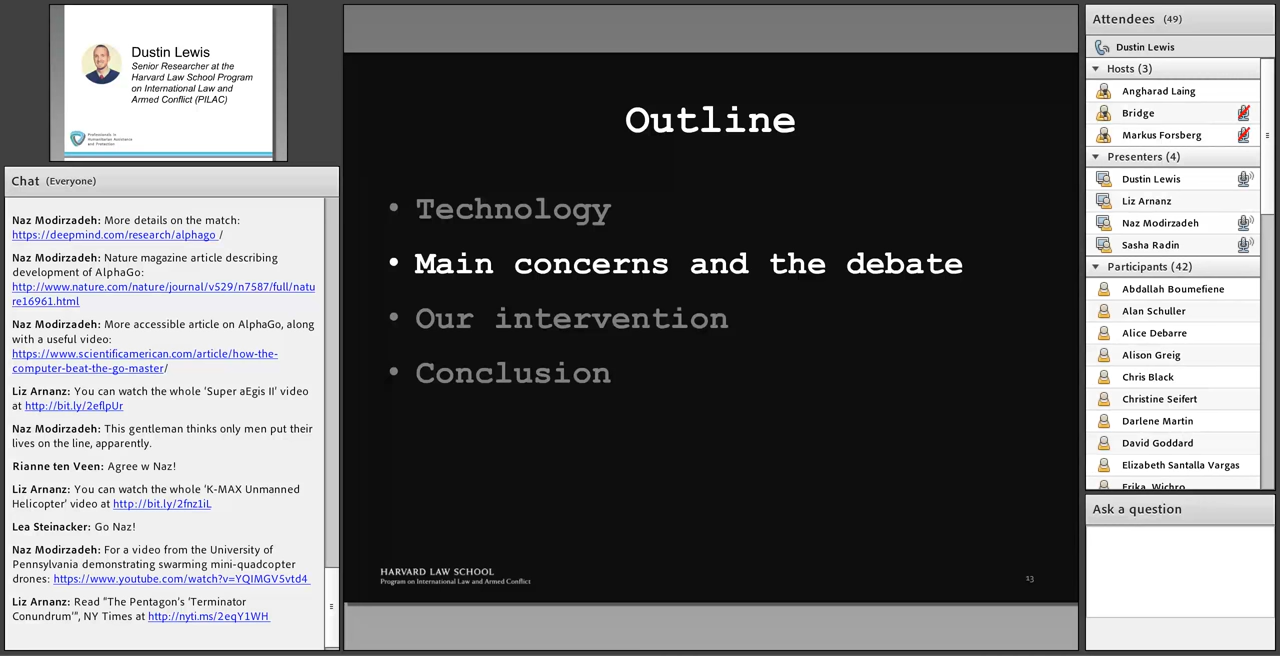 Dustin Lewis
Senior Researcher at the
Harvard Law School Program
on International Law and
Armed Conflict (PILAC)
Professionals in
Humanitarian Assistance
and Protection
Chat (Everyone)
Naz Modirzadeh: More details on the match:
https://deepmind.com/research/alphago /
Naz Modirzadeh: Nature magazine article describing
development of AlphaGo:
http://www.nature.com/nature/journal/v529/n7587/full/natu
re16961.html
Naz Modirzadeh: More accessible article on AlphaGo, along
with a useful video:
https://www.scientificamerican.com/article/how-the-
computer-beat-the-go-master/
Liz Arnanz: You can watch the whole 'Super aEgis II' video
at http://bit.ly/2eflpUr
Naz Modirzadeh: This gentleman thinks only men put their
lives on the line, apparently.
Rianne ten Veen: Agree w Naz!
Liz Arnanz: You can watch the whole 'K-MAX Unmanned
Helicopter' video at http://bit.ly/2fnz1iL
Lea Steinacker: Go Naz!
Naz Modirzadeh: For a video from the University of
Pennsylvania demonstrating swarming mini-quadcopter
drones: https://www.youtube.com/watch?v=YQIMGV5vtd4
Liz Arnanz: Read "The Pentagon's 'Terminator
Conundrum'", NY Times at http://nyti.ms/2eqY1WH
Outline
• Technology
• Main concerns and the debate
• Our intervention
• Conclusion
HARVARD LAW SCHOOL
Program on International Law and Armed Conflict
13
Attendees (49)
Dustin Lewis
Hosts (3)
Angharad Laing
Bridge
Markus Forsberg
Presenters (4)
Dustin Lewis
Liz Arnanz
Naz Modirzadeh
Sasha Radin
Participants (42)
Abdallah Boumefiene
Alan Schuller
Alice Debarre
Alison Greig
Chris Black
Christine Seifert
Darlene Martin
David Goddard
Elizabeth Santalla Vargas
Erika Wichro
Ask a question